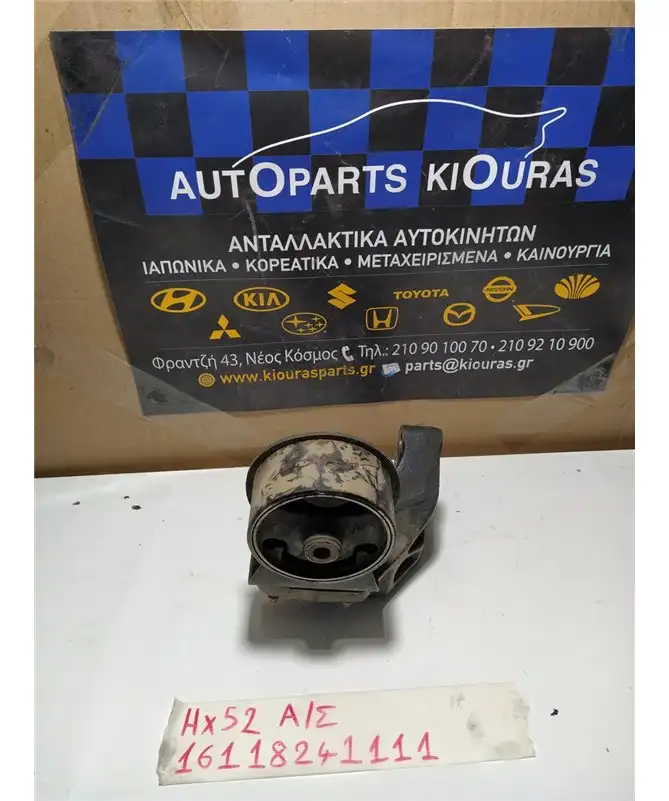 AUTOPARTS KIOURAS
ΑΝΤΑΛΛΑΚΤΙΚΑ ΑΥΤΟΚΙΝΗΤΩΝ
ΙΑΠΩΝΙΚΑ • ΚΟΡΕΑΤΙΚΑ • ΜΕΤΑΧΕΙΡΙΣΜΕΝΑ • ΚΑΙΝΟΥΡΓΙΑ
KIA TOYOTA NISSAN
SUBARU
Φραντζή 43, Νέος Κόσμος Τηλ.: 210 90 100 70 • 210 92 10 900
www.kiourasparts.gr parts@kiouras.gr
HX52 Α/Σ
16118241111